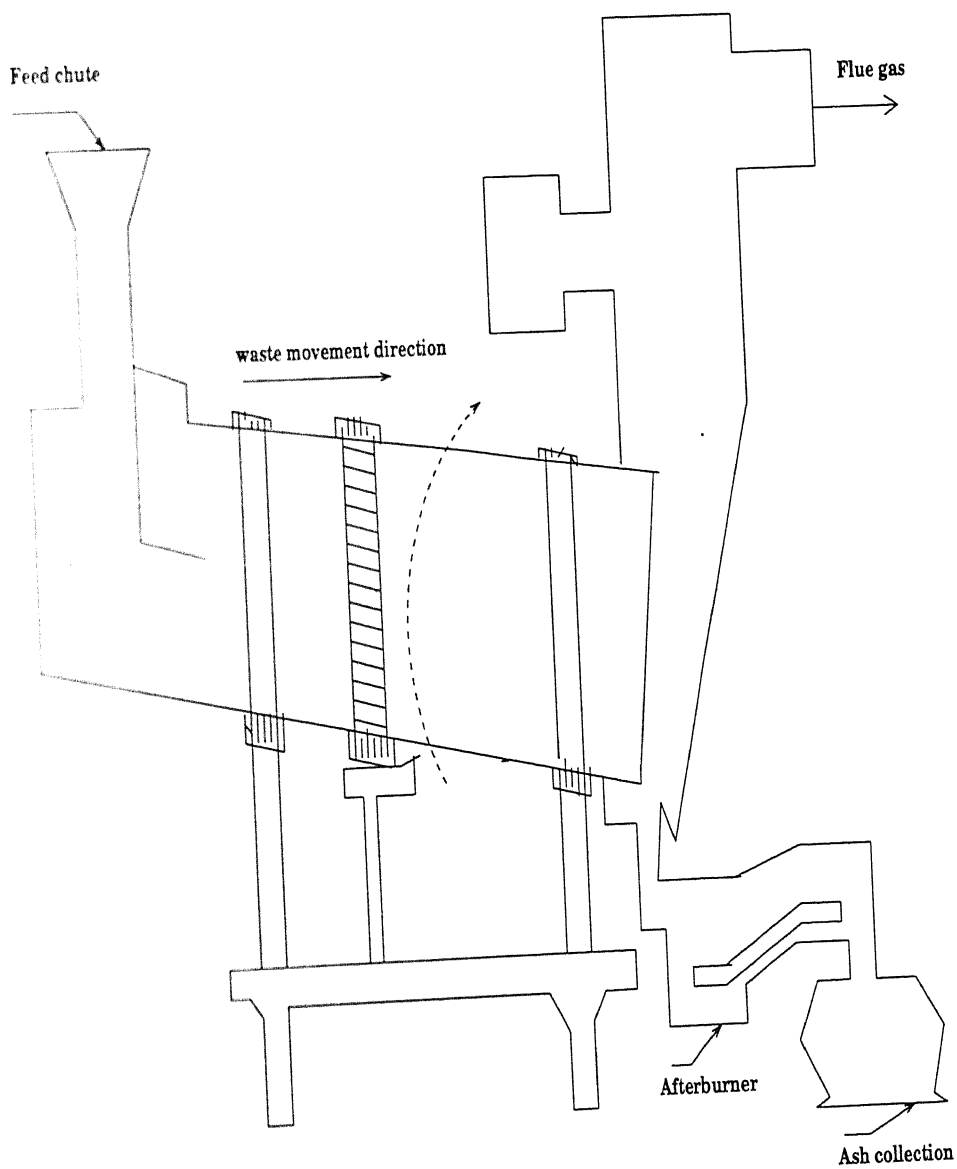 Feed chute
Flue gas
waste movement direction
Afterburner
Ash collection